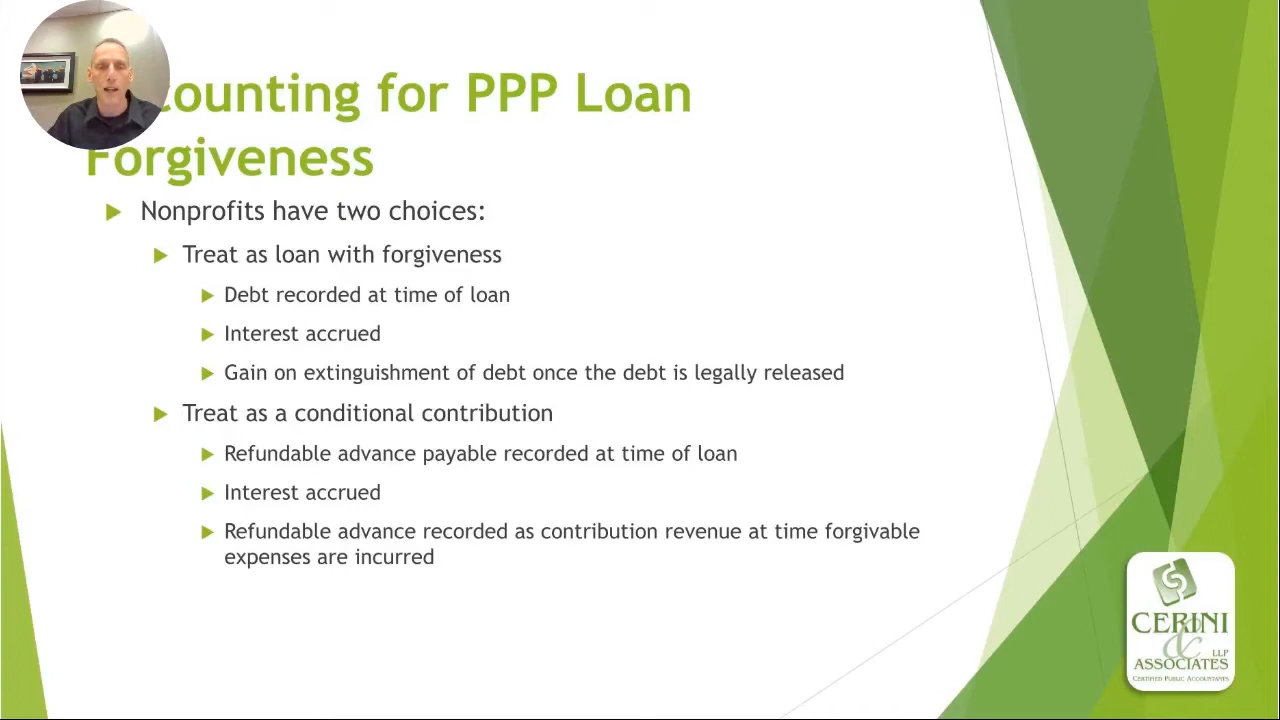 counting for PPP Loan
Forgiveness
Nonprofits have two choices:
Treat as loan with forgiveness
Debt recorded at time of loan
Interest accrued
Gain on extinguishment of debt once the debt is legally released
Treat as a conditional contribution
Refundable advance payable recorded at time of loan
Interest accrued
Refundable advance recorded as contribution revenue at time forgivable
expenses are incurred
CERINI
&
LLP
ASSOCIATES
CERTIFIED PUBLIC ACCOUNTANTS